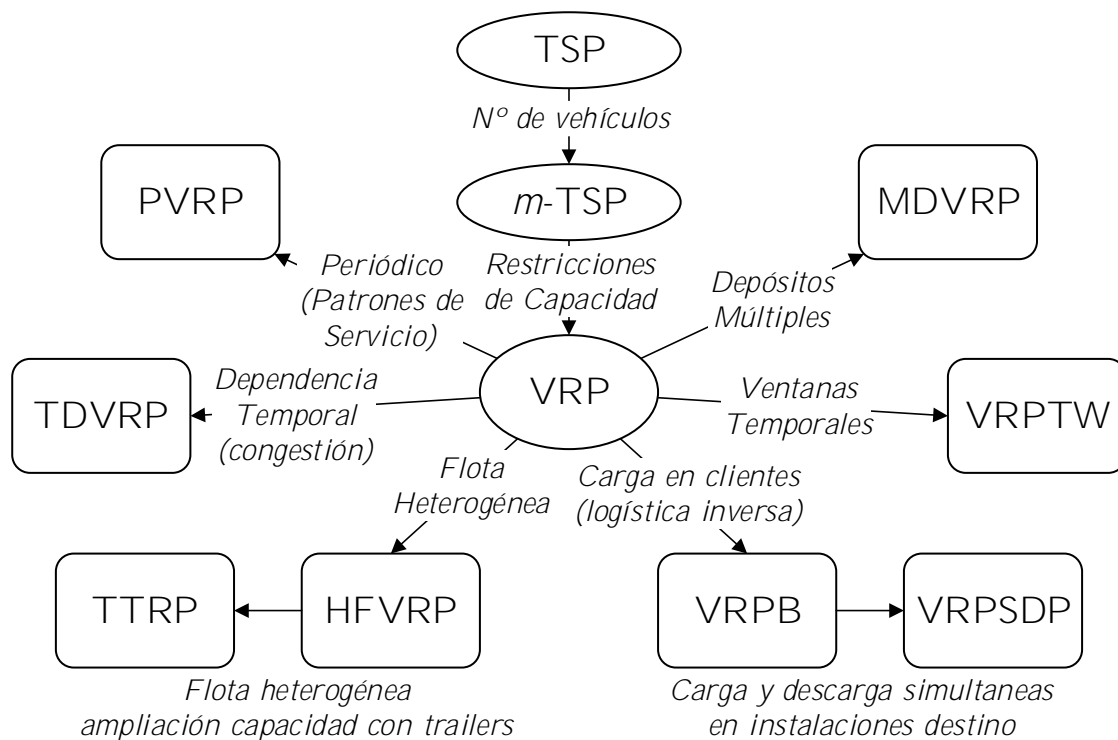 TSP
Nº de vehículos
m-TSP
PVRP
MDVRP
Periódico
(Patrones de
Servicio)
Restricciones
de Capacidad
Depósitos
Múltiples
VRP
TDVRP
Dependencia
Temporal
(congestión)
Ventanas
Temporales
VRPTW
Flota
Heterogénea
Carga en clientes
(logística inversa)
TTRP
HFVRP
VRPB
VRPSDP
Flota heterogénea
ampliación capacidad con trailers
Carga y descarga simultaneas
en instalaciones destino